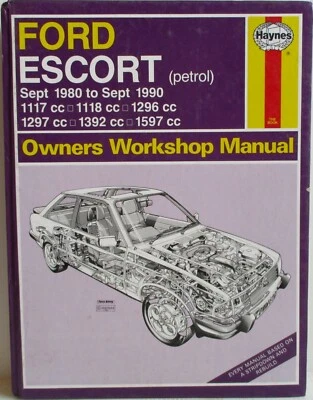 FORD
ESCORT (petrol)
Haynes
Sept 1980 to Sept 1990
1117 cc □ 1118 cc □ 1296 cc
1297 cc □ 1392 cc □ 1597 cc
Owners Workshop Manual
EVERY MANUAL BASED ON
A STRIPDOWN AND
REBUILD